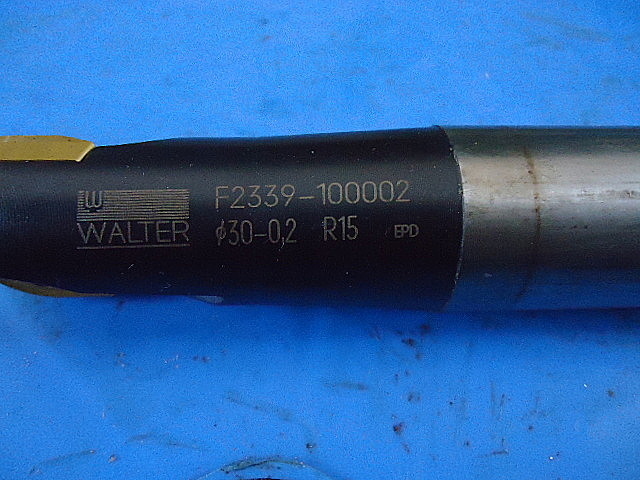 W
WALTER
F2339-100002
ϕ30-0,2 R15 EPD